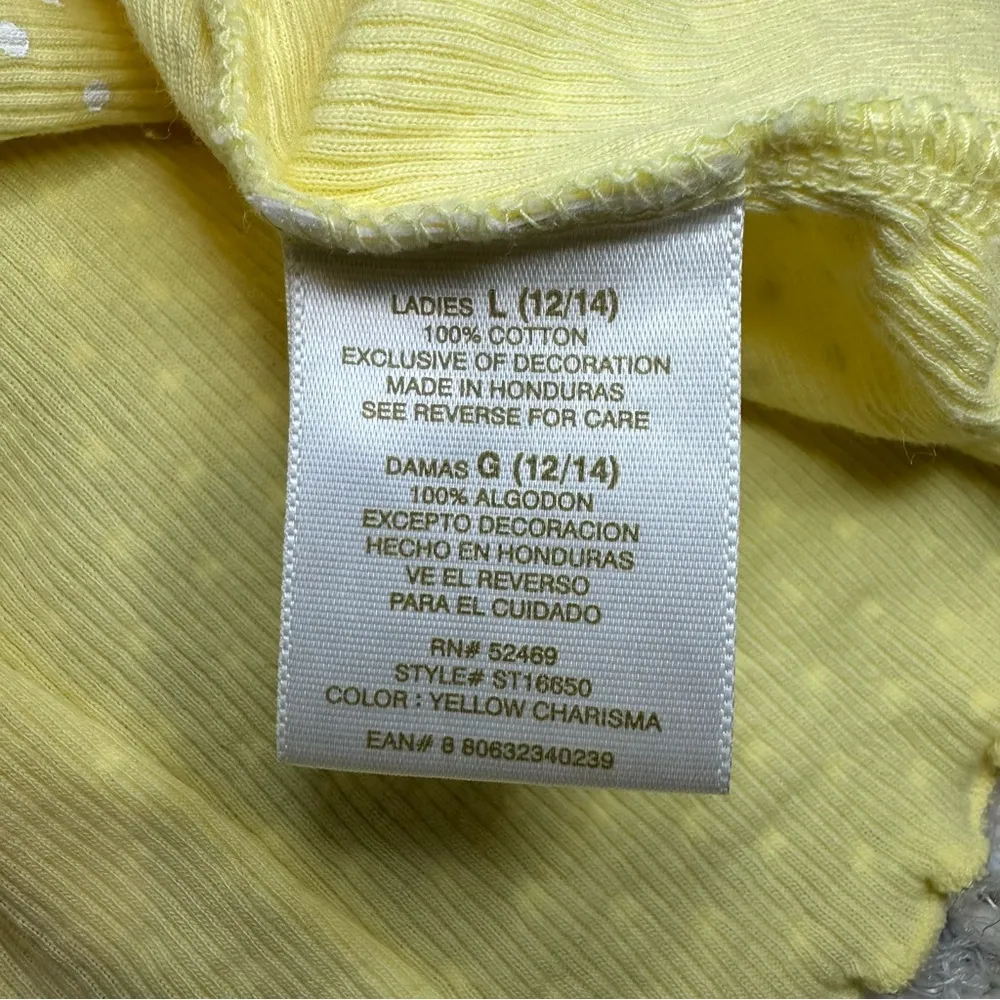 LADIES L (12/14)
100% COTTON
EXCLUSIVE OF DECORATION
MADE IN HONDURAS
SEE REVERSE FOR CARE
DAMAS G (12/14)
100% ALGODON
EXCEPTO DECORACION
HECHO EN HONDURAS
VE EL REVERSO
PARA EL CUIDADO
RN# 52469
STYLE# ST16650
COLOR : YELLOW CHARISMA
EAN# 8 80632340239